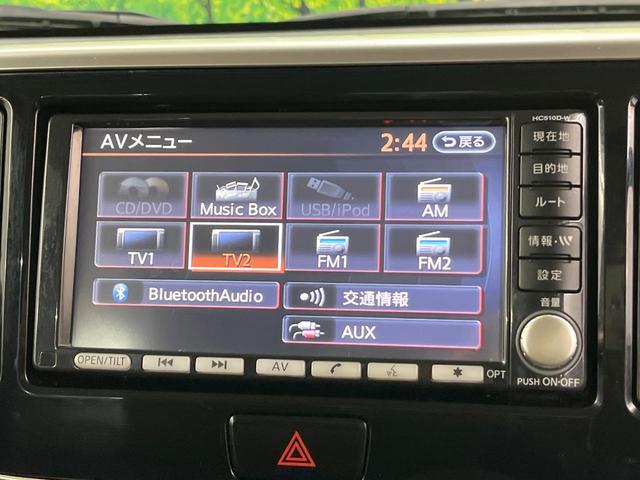 HC510D-W
AVメニュー
2:44
戻る
CD/DVD
Music Box
USB/iPod
AM
TV1
TV2
FM1
FM2
BluetoothAudio
交通情報
AUX
現在地
目的地
ルート
情報・VV
設定
音量
PUSH ON-OFF
OPEN/TILT
AV
OPT